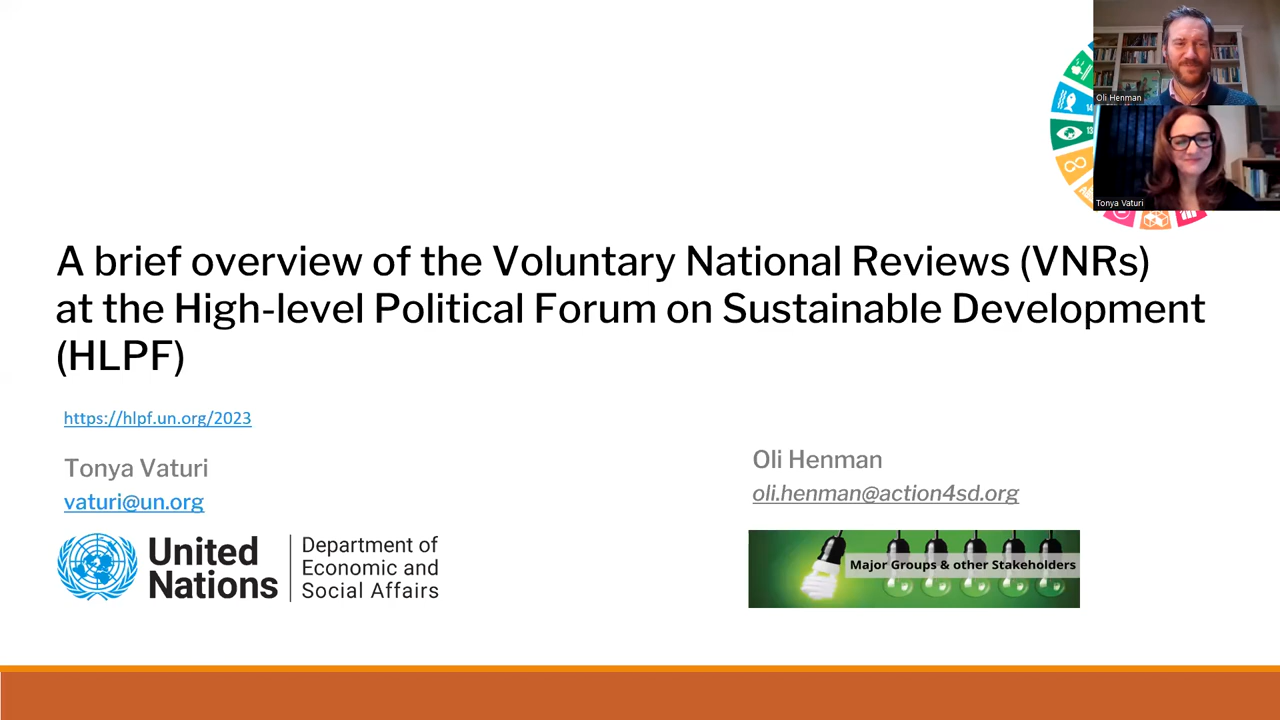 Oli Henman
14
13
Tonya Vaturi
A brief overview of the Voluntary National Reviews (VNRs)
at the High-level Political Forum on Sustainable Development
(HLPF)
https://hlpf.un.org/2023
Tonya Vaturi
vaturi@un.org
United
Nations
Department of
Economic and
Social Affairs
Oli Henman
oli.henman@action4sd.org
Major Groups & other Stakeholders